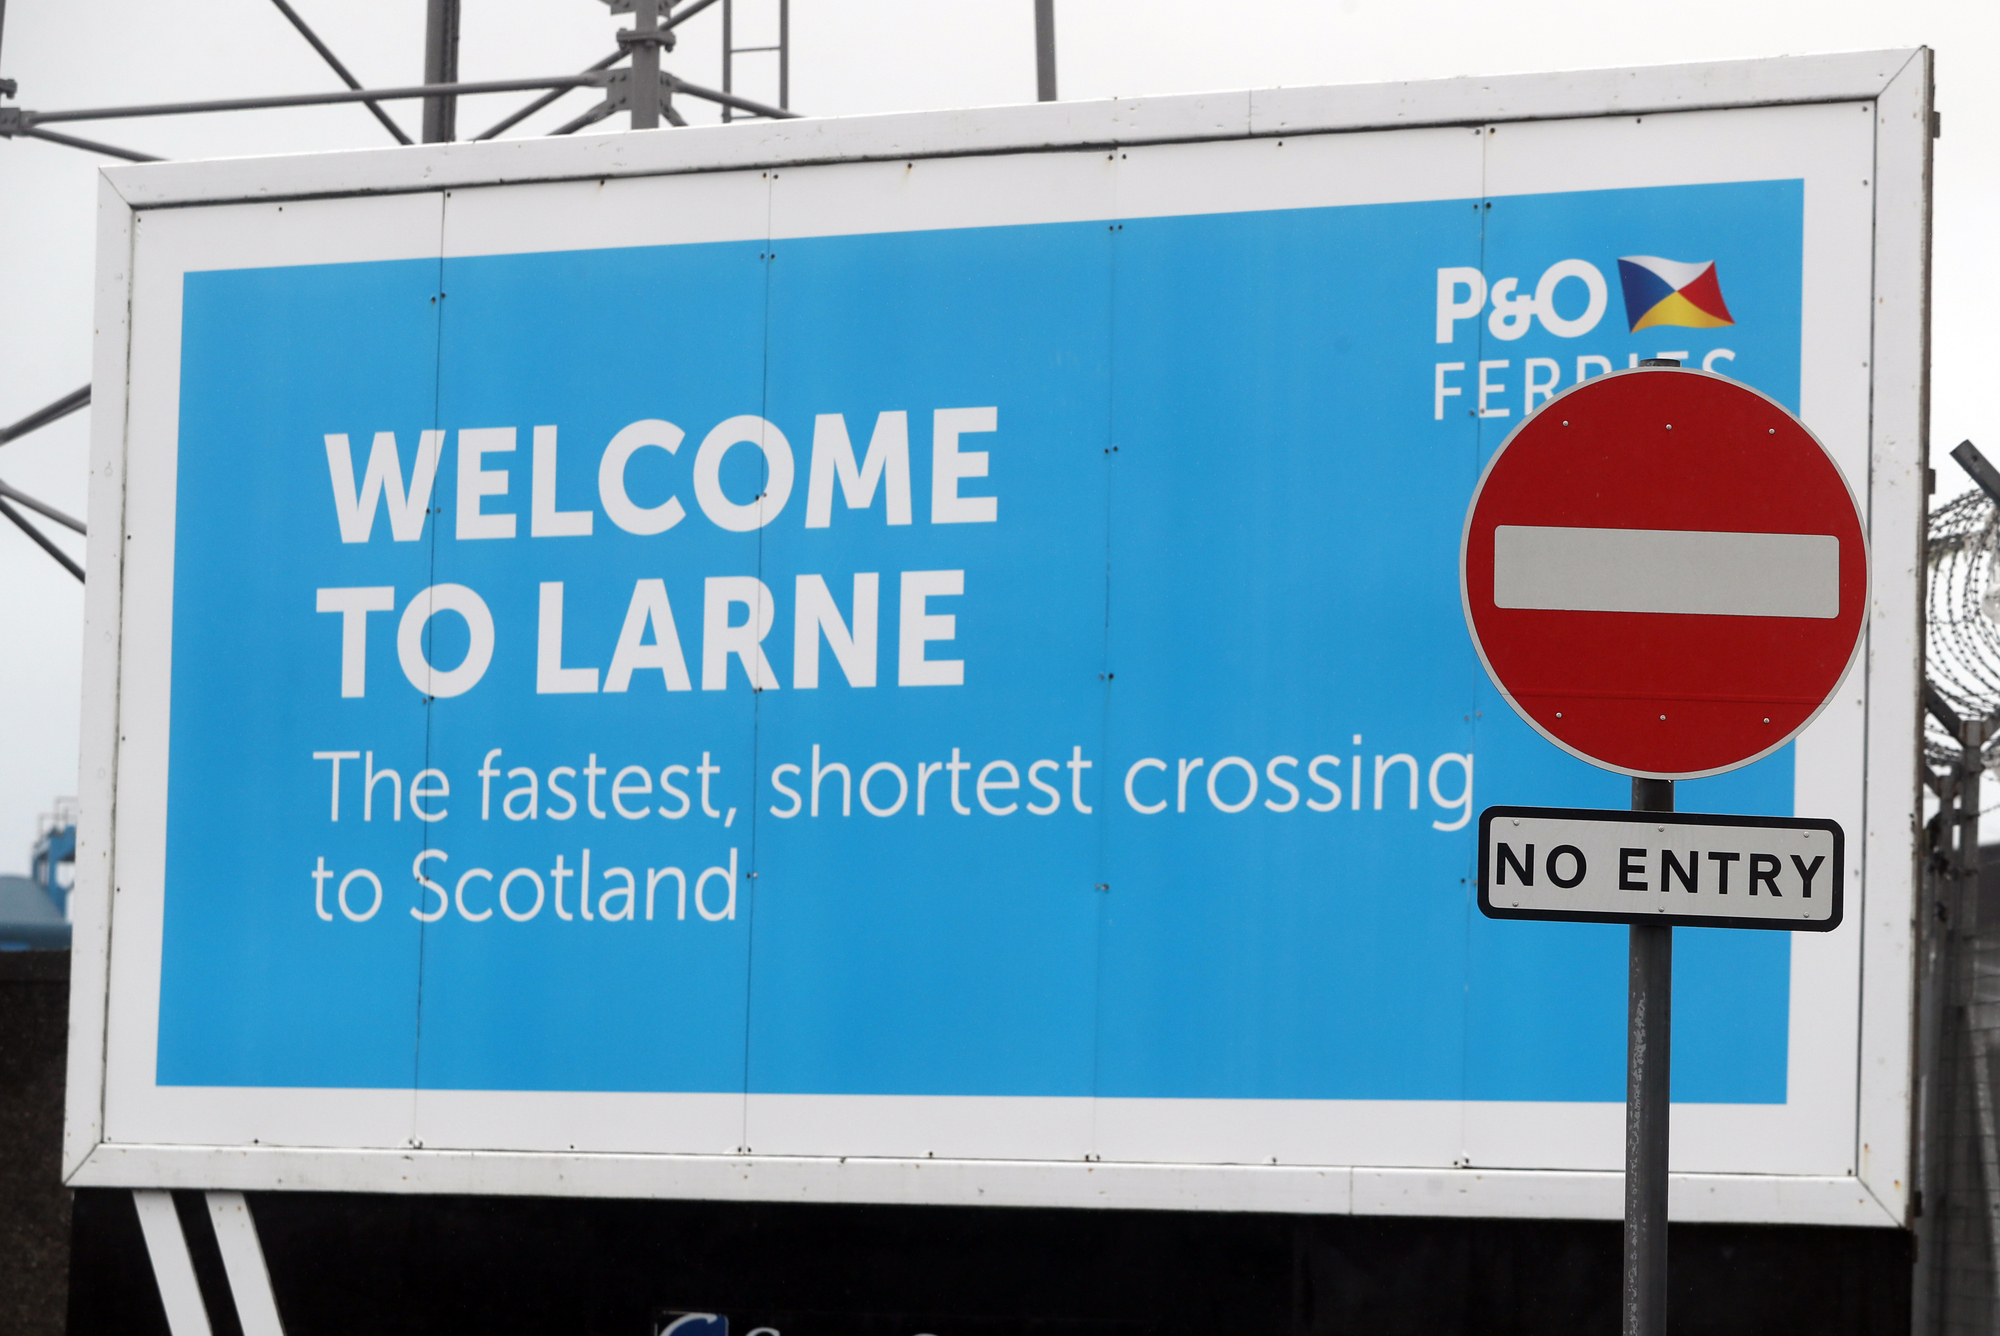 P&O
FERRIES
WELCOME
TO LARNE
The fastest, shortest crossing
to Scotland
NO ENTRY